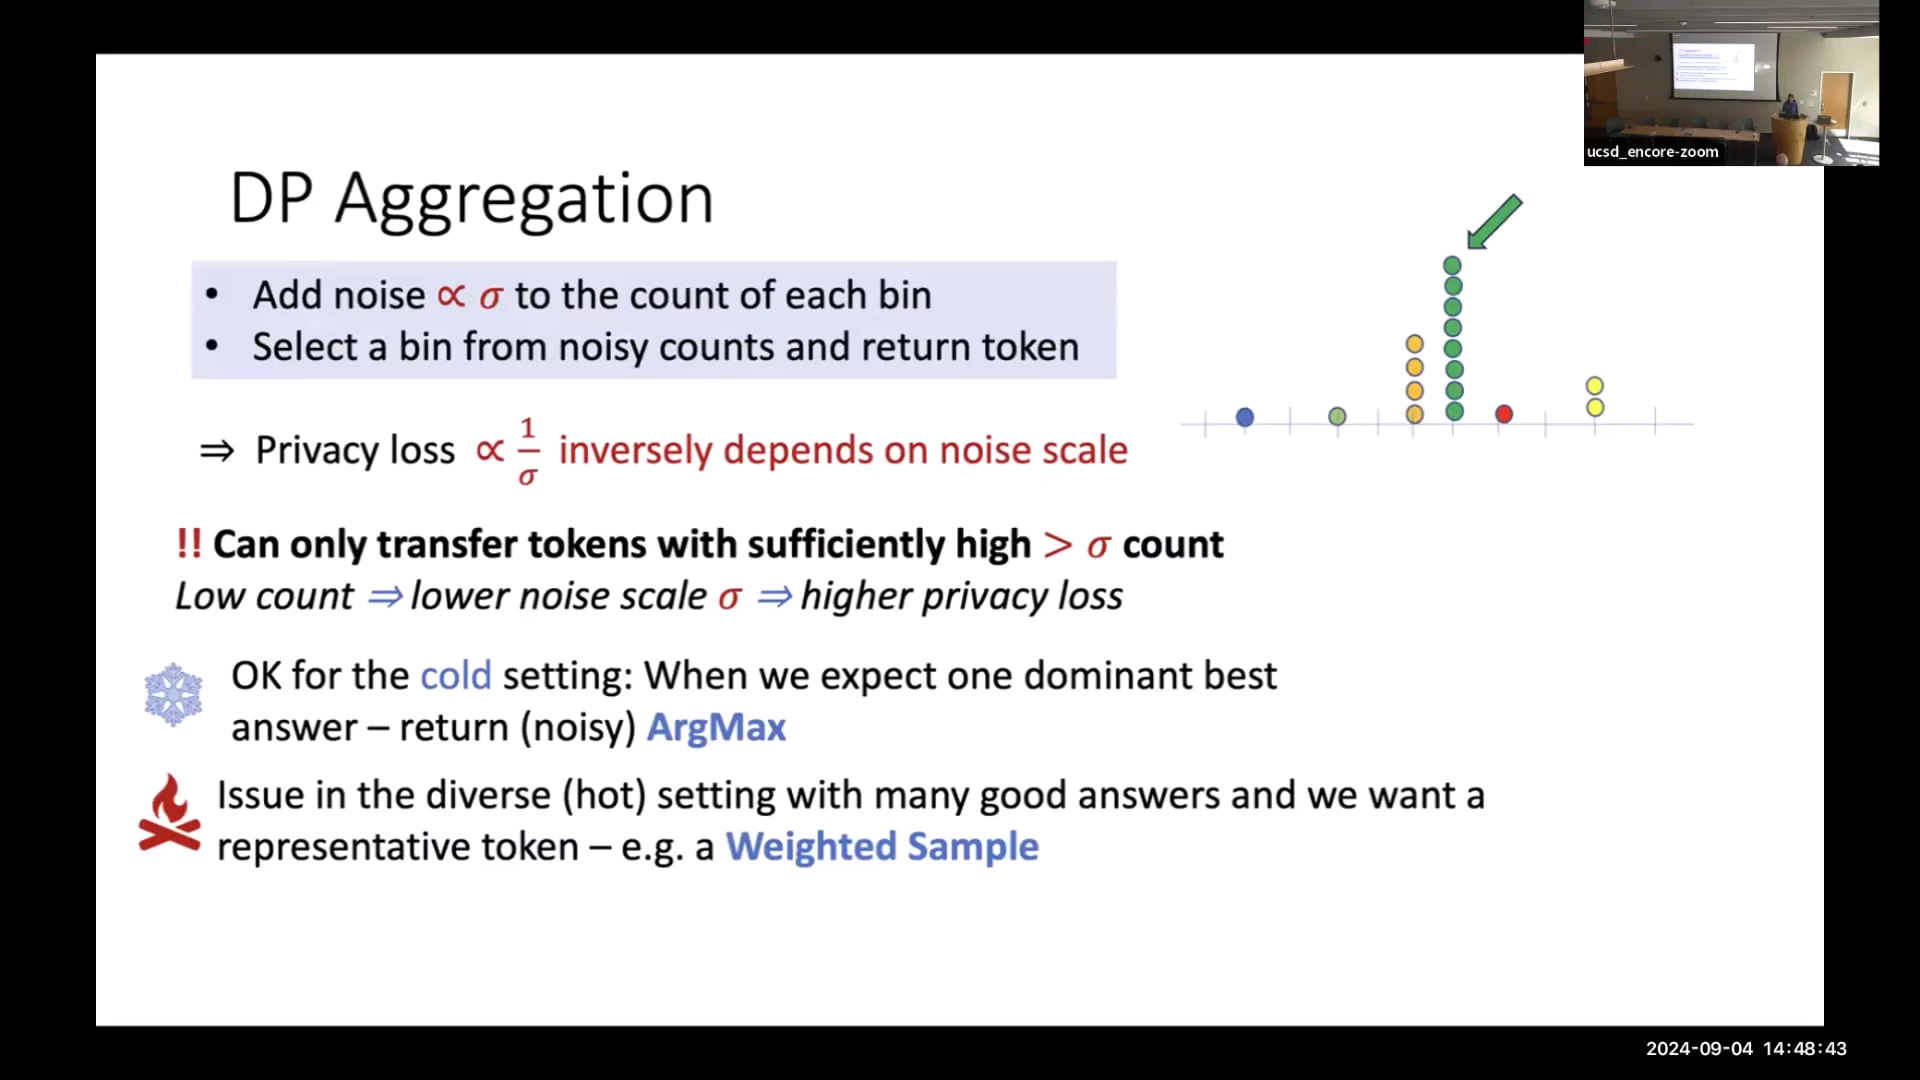 ucsd_encore-zoom
DP Aggregation
• Add noise ∝ σ to the count of each bin
• Select a bin from noisy counts and return token
⇒ Privacy loss ∝ 1/σ inversely depends on noise scale
!! Can only transfer tokens with sufficiently high > σ count
Low count ⇒ lower noise scale σ ⇒ higher privacy loss
OK for the cold setting: When we expect one dominant best
answer – return (noisy) ArgMax
Issue in the diverse (hot) setting with many good answers and we want a
representative token – e.g. a Weighted Sample
2024-09-04 14:48:43